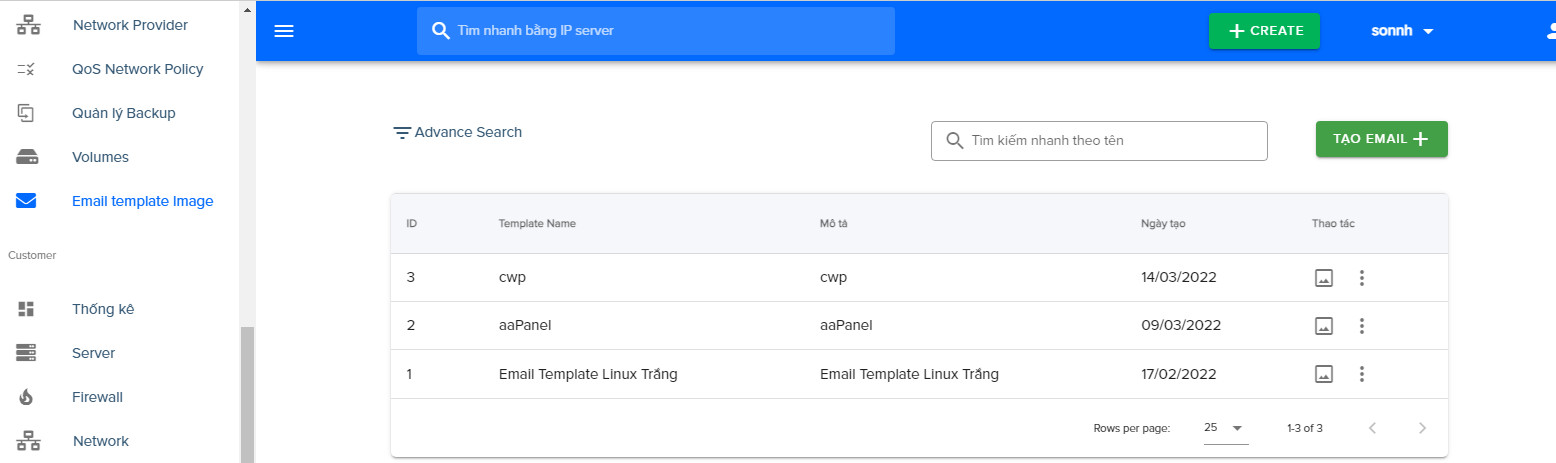 Network Provider
QoS Network Policy
Quản lý Backup
Volumes
Email template Image
Customer
Thống kê
Server
Firewall
Network
Tìm nhanh bằng IP server
CREATE
sonnh
Advance Search
Tìm kiếm nhanh theo tên
TẠO EMAIL
ID Template Name Mô tả Ngày tạo Thao tác
3 cwp cwp 14/03/2022
2 aaPanel aaPanel 09/03/2022
1 Email Template Linux Trắng Email Template Linux Trắng 17/02/2022
Rows per page: 25 1-3 of 3